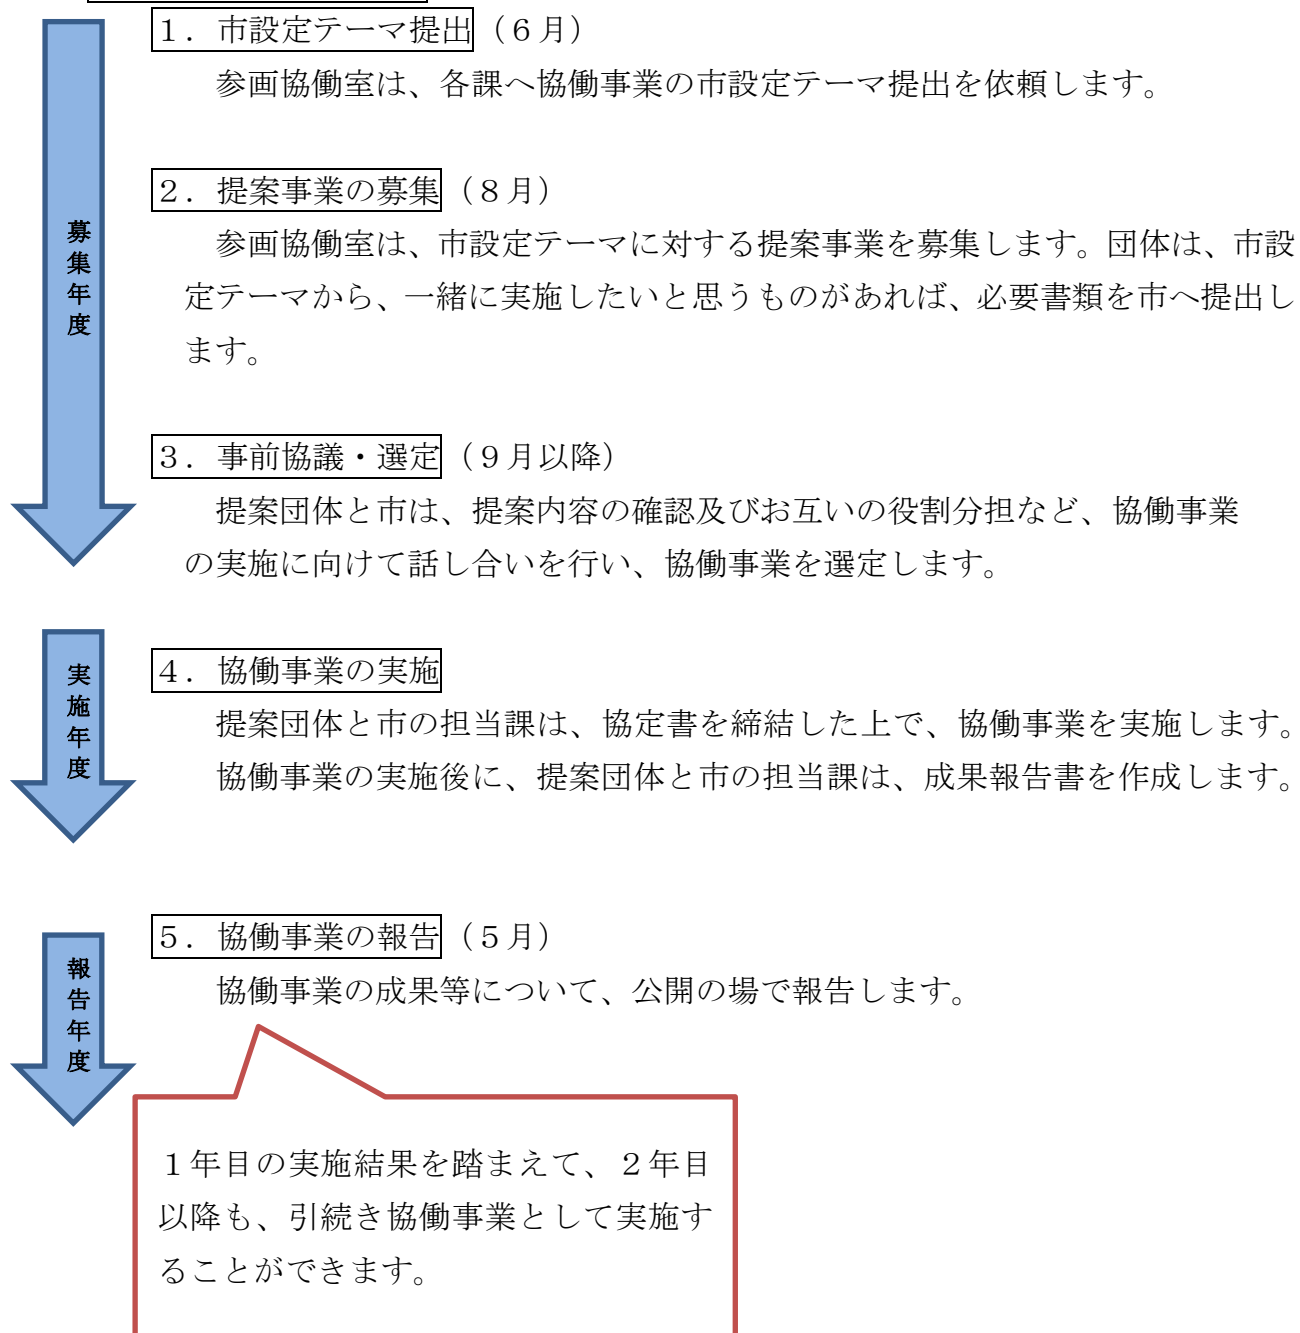 １．市設定テーマ提出（６月）
参画協働室は、各課へ協働事業の市設定テーマ提出を依頼します。
２．提案事業の募集（８月）
参画協働室は、市設定テーマに対する提案事業を募集します。団体は、市設
定テーマから、一緒に実施したいと思うものがあれば、必要書類を市へ提出し
ます。
３．事前協議・選定（９月以降）
提案団体と市は、提案内容の確認及びお互いの役割分担など、協働事業
の実施に向けて話し合いを行い、協働事業を選定します。
募集年度
４．協働事業の実施
提案団体と市の担当課は、協定書を締結した上で、協働事業を実施します。
協働事業の実施後に、提案団体と市の担当課は、成果報告書を作成します。
実施年度
５．協働事業の報告（５月）
協働事業の成果等について、公開の場で報告します。
報告年度
１年目の実施結果を踏まえて、２年目
以降も、引続き協働事業として実施す
ることができます。